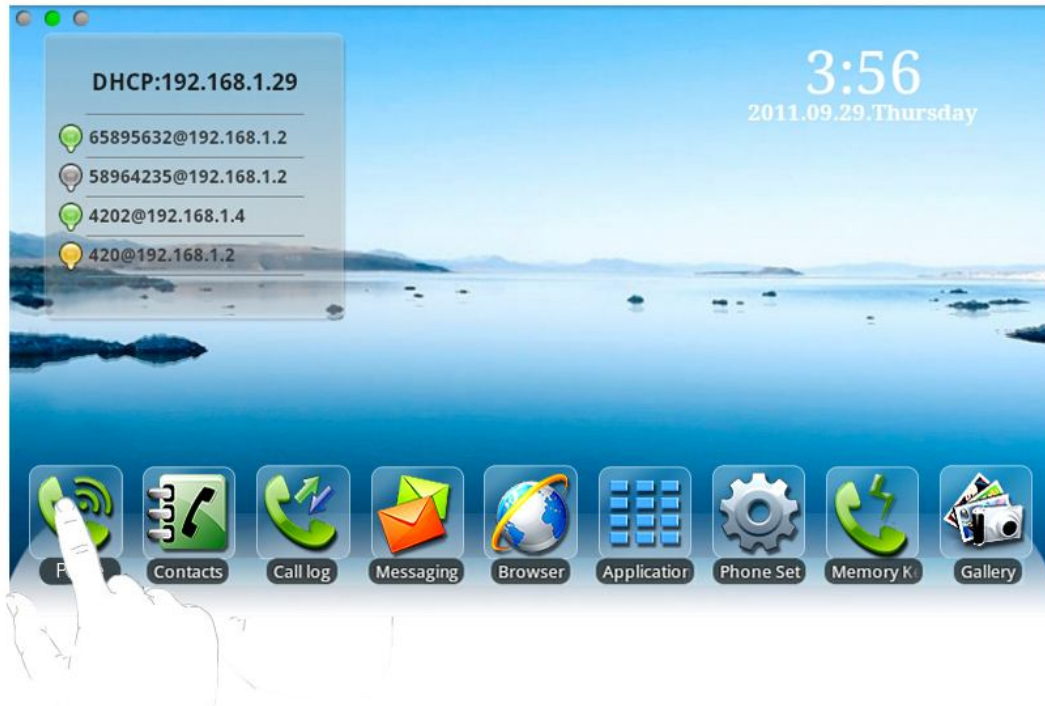 DHCP:192.168.1.29
65895632@192.168.1.2
58964235@192.168.1.2
4202@192.168.1.4
420@192.168.1.2
3:56
2011.09.29.Thursday
Contacts Call log Messaging Browser Application Phone Set Memory K Gallery